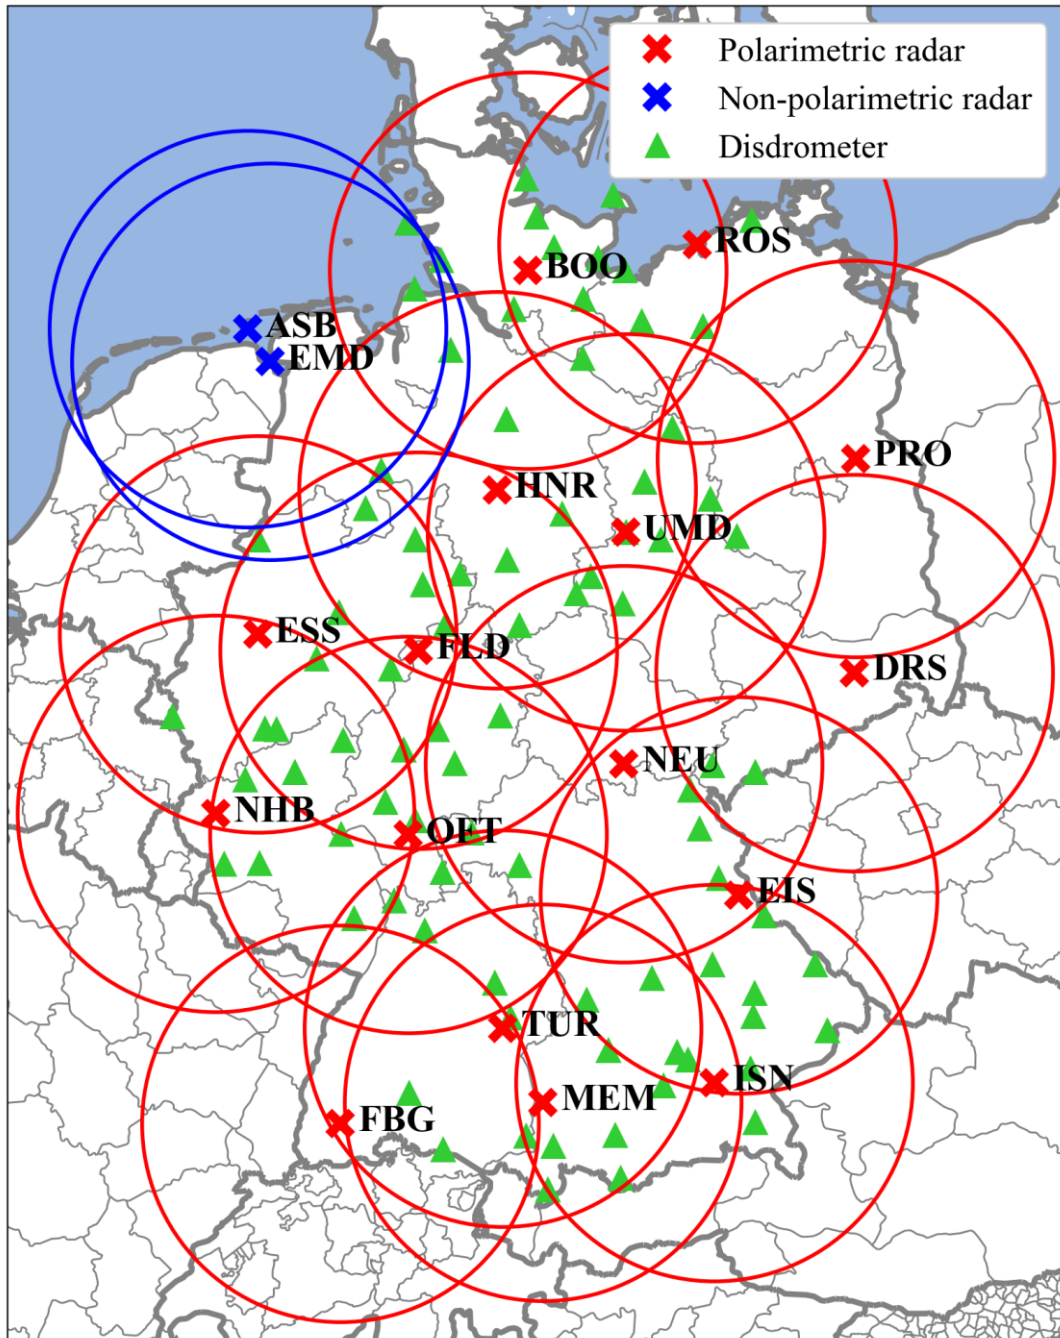 Polarimetric radar
Non-polarimetric radar
Disdrometer
ROS
BOO
ASB
EMD
PRO
HNR
UMD
ESS
FLD
DRS
NEU
NHB
OFT
EIS
TUR
ISN
MEM
FBG